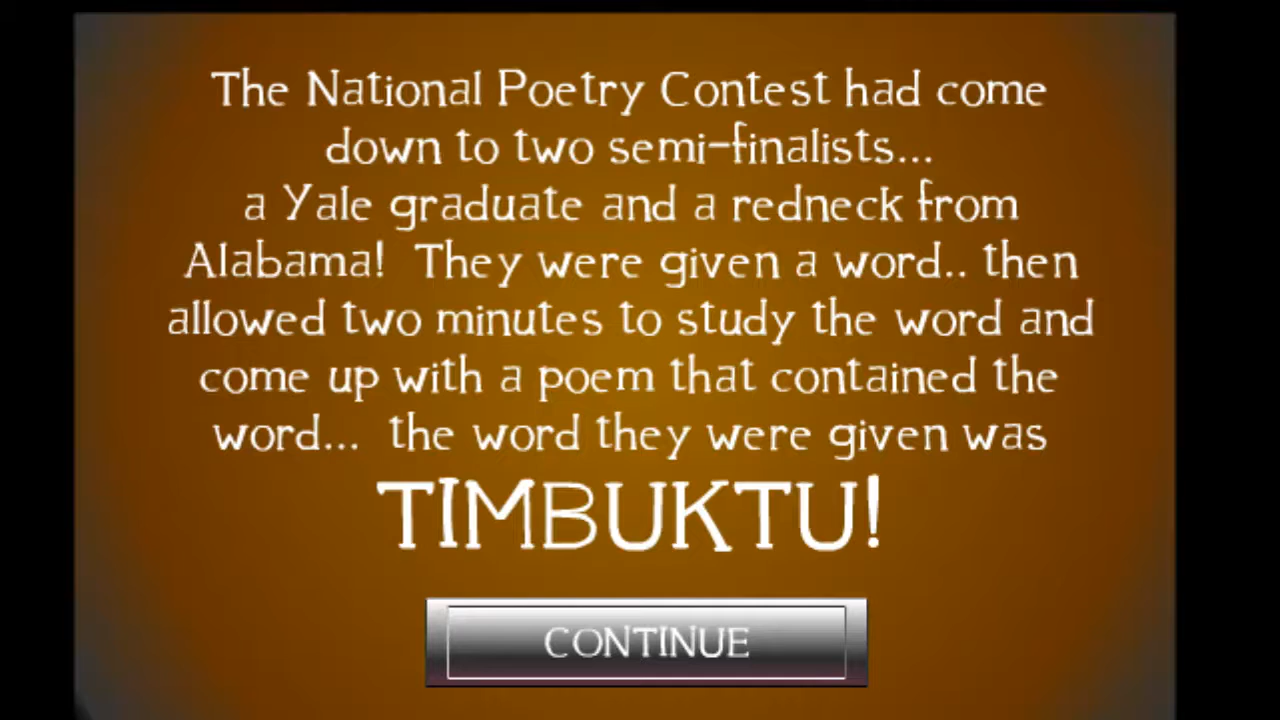 The National Poetry Contest had come
down to two semi-finalists...
a Yale graduate and a redneck from
Alabama! They were given a word.. then
allowed two minutes to study the word and
come up with a poem that contained the
word... the word they were given was
TIMBUKTU!
CONTINUE